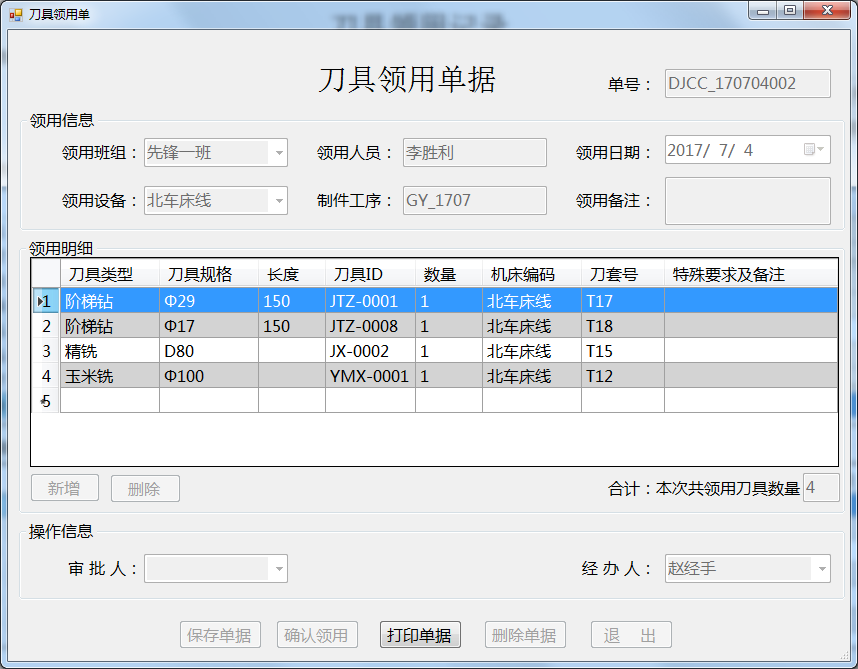 刀具领用单
刀具领用单据
单号： DJCC_170704002
领用信息
领用班组： 先锋一班 领用人员： 李胜利 领用日期： 2017/ 7/ 4
领用设备： 北车床线 制件工序： GY_1707 领用备注：
领用明细
刀具类型 刀具规格 长度 刀具ID 数量 机床编码 刀套号 特殊要求及备注
1 阶梯钻 Φ29 150 JTZ-0001 1 北车床线 T17
2 阶梯钻 Φ17 150 JTZ-0008 1 北车床线 T18
3 精铣 D80 JX-0002 1 北车床线 T15
4 玉米铣 Φ100 YMX-0001 1 北车床线 T12
5
新增 删除 合计：本次共领用刀具数量 4
操作信息
审 批 人： 经 办 人： 赵经手
保存单据 确认领用 打印单据 删除单据 退 出